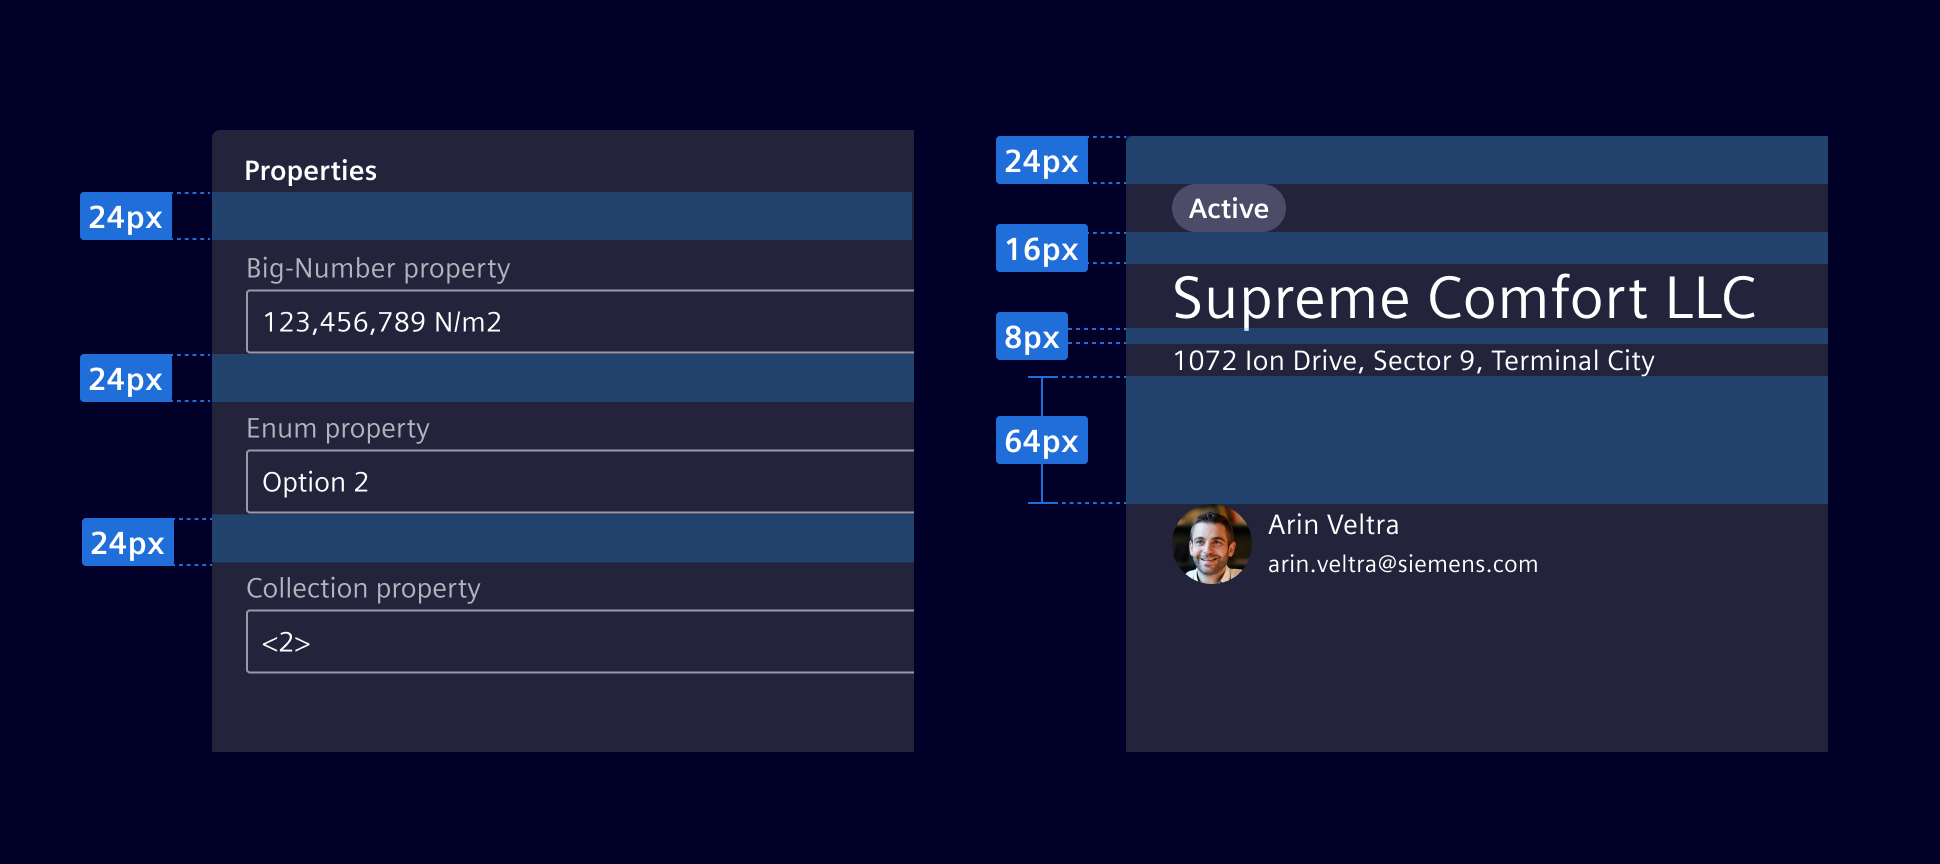 Properties
24px
Big-Number property
123,456,789 N/m2
24px
Enum property
Option 2
24px
Collection property
<2>
24px
Active
16px
Supreme Comfort LLC
8px
1072 Ion Drive, Sector 9, Terminal City
64px
Arin Veltra
arin.veltra@siemens.com